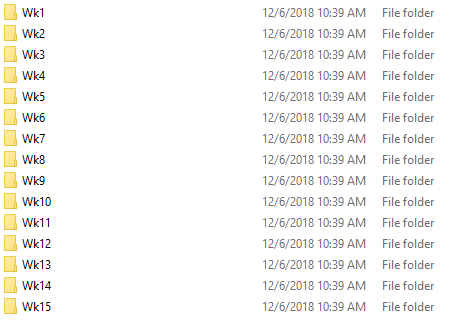 Wk1 12/6/2018 10:39 AM File folder
Wk2 12/6/2018 10:39 AM File folder
Wk3 12/6/2018 10:39 AM File folder
Wk4 12/6/2018 10:39 AM File folder
Wk5 12/6/2018 10:39 AM File folder
Wk6 12/6/2018 10:39 AM File folder
Wk7 12/6/2018 10:39 AM File folder
Wk8 12/6/2018 10:39 AM File folder
Wk9 12/6/2018 10:39 AM File folder
Wk10 12/6/2018 10:39 AM File folder
Wk11 12/6/2018 10:39 AM File folder
Wk12 12/6/2018 10:39 AM File folder
Wk13 12/6/2018 10:39 AM File folder
Wk14 12/6/2018 10:39 AM File folder
Wk15 12/6/2018 10:39 AM File folder